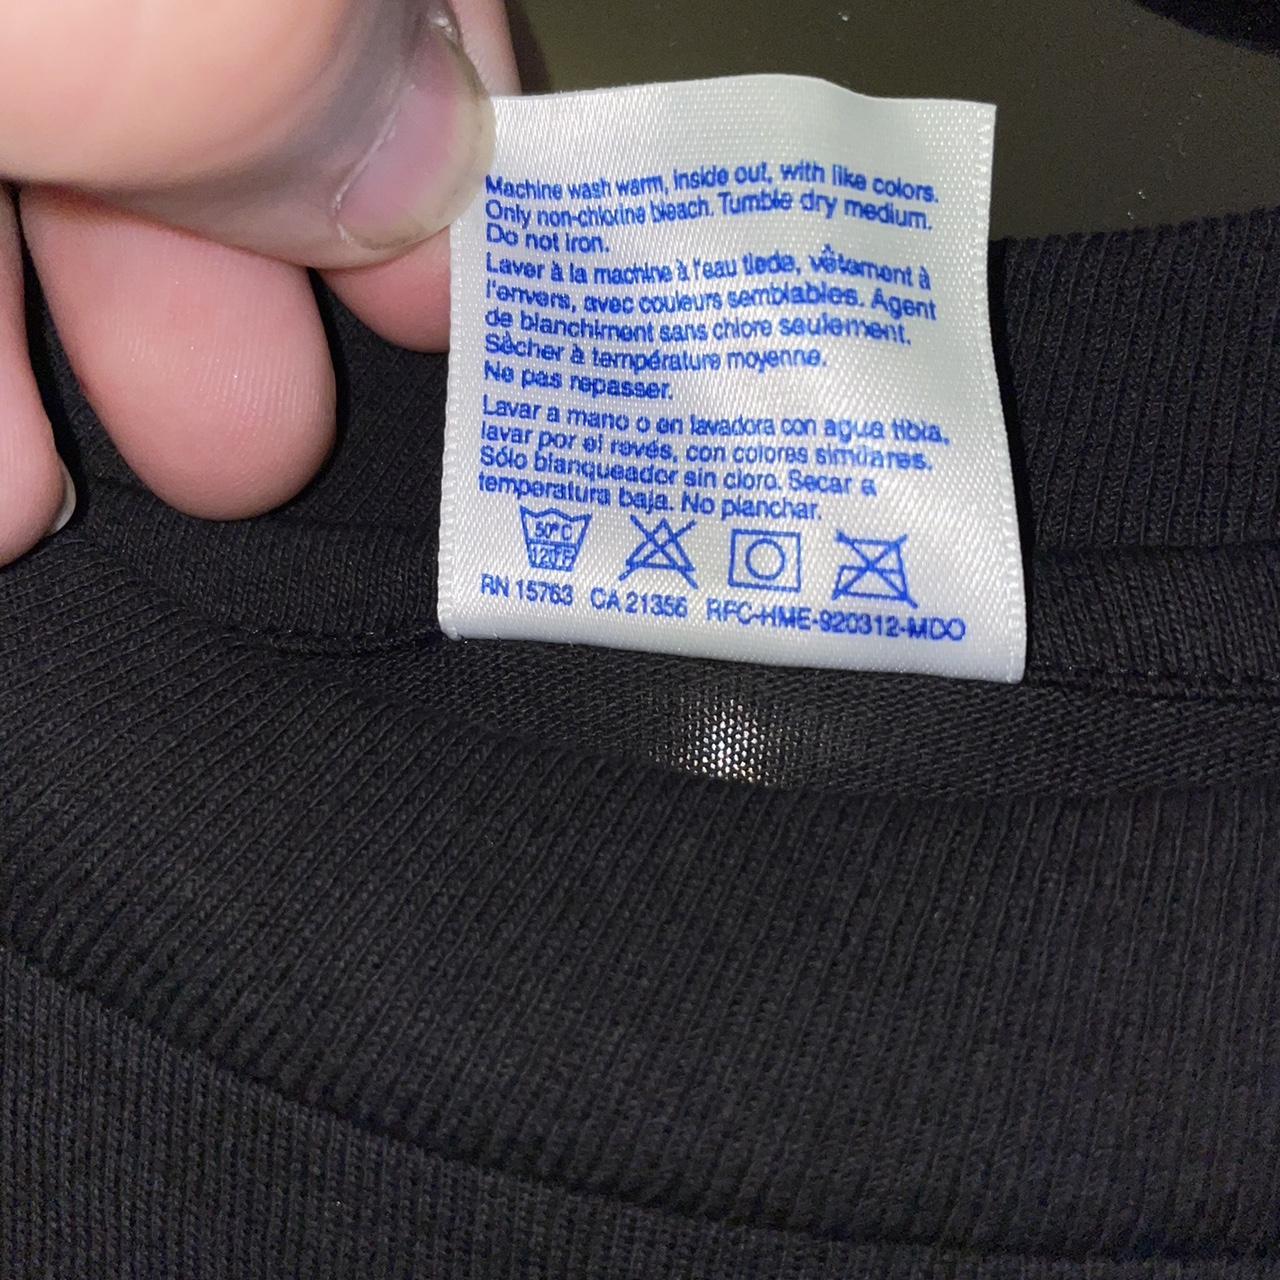 Machine wash warm, inside out, with like colors.
Only non-chlorine bleach. Tumble dry medium.
Do not iron.
Laver à la machine à l'eau tiede, vêtement à
l'envers, avec couleurs semblables. Agent
de blanchiment sans chlore seulement.
Sècher à température moyenne.
Ne pas repasser.
Lavar a mano o en lavadora con agua tibia,
lavar por el revés, con colores similares.
Sólo blanqueador sin cloro. Secar a
temperatura baja. No planchar.
50°C
120°F
RN 15763 CA 21356 RFC-HME-920312-MDO